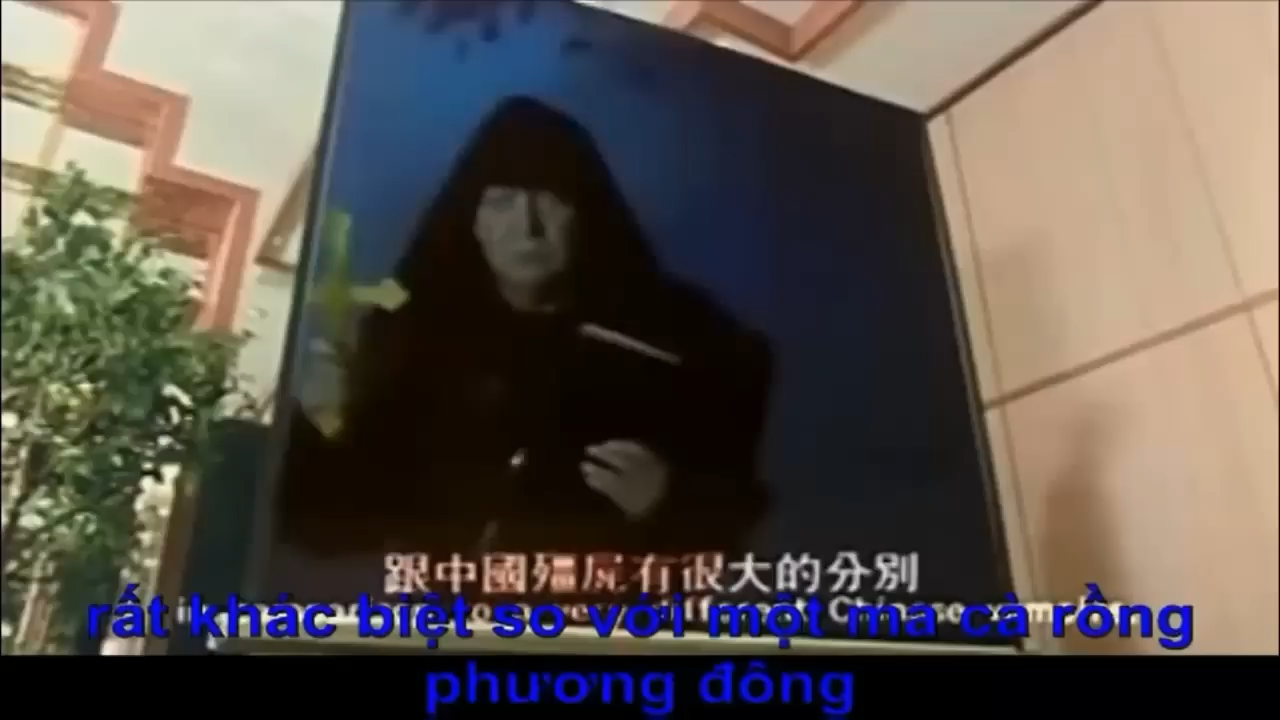 跟中國殭屍有很大的分別
rất khác biệt so với một ma cà rồng
Chinese
phương đông